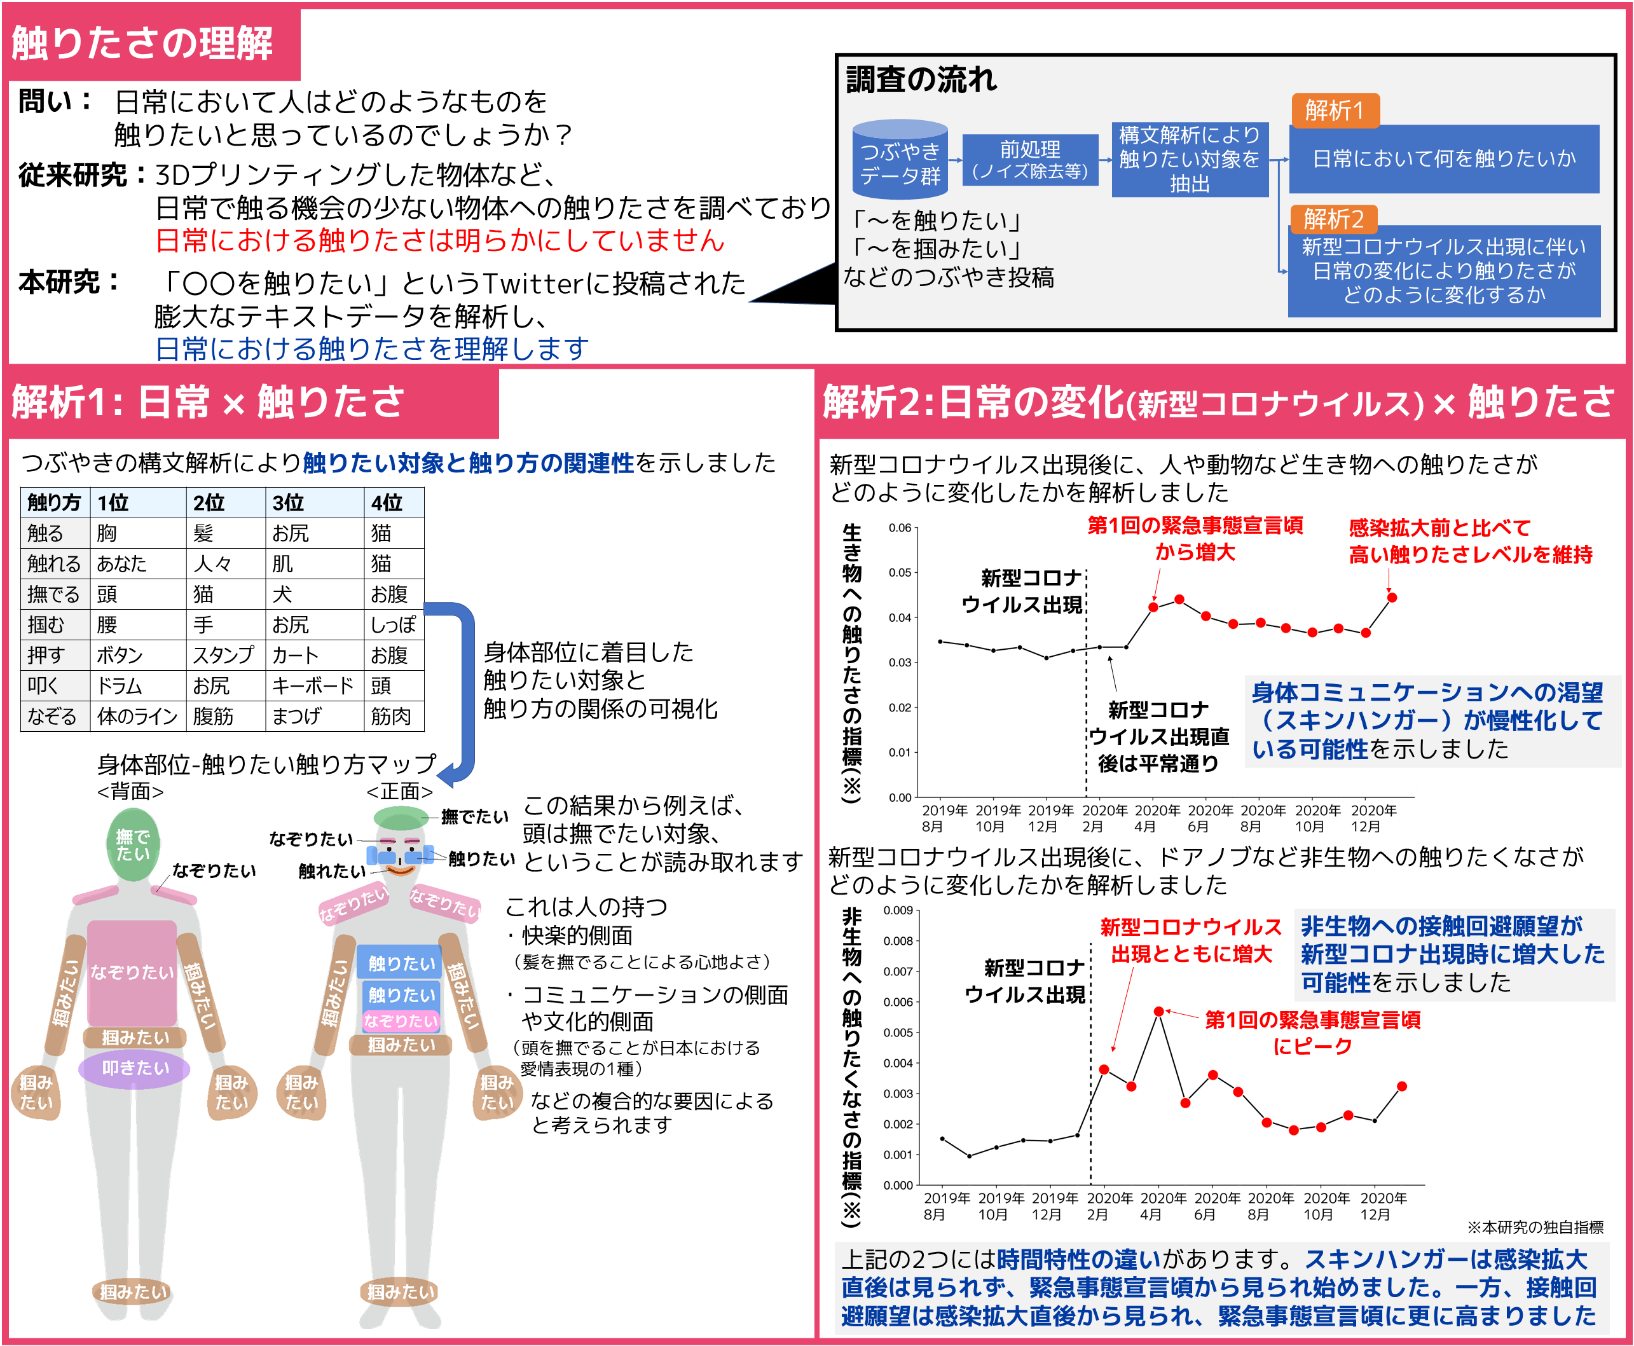 触りたさの理解
問い： 日常において人はどのようなものを
触りたいと思っているのでしょうか？
従来研究：3Dプリンティングした物体など、
日常で触る機会の少ない物体への触りたさを調べており
日常における触りたさは明らかにしていません
本研究： 「〇〇を触りたい」というTwitterに投稿された
膨大なテキストデータを解析し、
日常における触りたさを理解します
調査の流れ
つぶやき
データ群
前処理
(ノイズ除去等)
構文解析により
触りたい対象を
抽出
解析1
日常において何を触りたいか
解析2
新型コロナウイルス出現に伴い
日常の変化により触りたさが
どのように変化するか
「～を触りたい」
「～を掴みたい」
などのつぶやき投稿
解析1: 日常 × 触りたさ
つぶやきの構文解析により触りたい対象と触り方の関連性を示しました
触り方 1位 2位 3位 4位
触る 胸 髪 お尻 猫
触れる あなた 人々 肌 猫
撫でる 頭 猫 犬 お腹
掴む 腰 手 お尻 しっぽ
押す ボタン スタンプ カート お腹
叩く ドラム お尻 キーボード 頭
なぞる 体のライン 腹筋 まつげ 筋肉
身体部位に着目した
触りたい対象と
触り方の関係の可視化
身体部位-触りたい触り方マップ
<背面>
<正面>
撫で
たい
なぞりたい
なぞりたい
掴みたい
掴みたい
掴みたい
叩きたい
掴み
たい
掴み
たい
掴みたい
撫でたい
なぞりたい
触りたい
触れたい
なぞりたい
なぞりたい
触りたい
触りたい
なぞりたい
掴みたい
掴みたい
掴みたい
掴み
たい
掴み
たい
掴みたい
この結果から例えば、
頭は撫でたい対象、
ということが読み取れます
これは人の持つ
・快楽的側面
（髪を撫でることによる心地よさ）
・コミュニケーションの側面
や文化的側面
（頭を撫でることが日本における
愛情表現の1種）
などの複合的な要因による
と考えられます
解析2:日常の変化(新型コロナウイルス) × 触りたさ
新型コロナウイルス出現後に、人や動物など生き物への触りたさが
どのように変化したかを解析しました
生き物への触りたさの指標(※)
0.06
0.05
0.04
0.03
0.02
0.01
0.00
第1回の緊急事態宣言頃
から増大
感染拡大前と比べて
高い触りたさレベルを維持
新型コロナ
ウイルス出現
新型コロナ
ウイルス出現直
後は平常通り
身体コミュニケーションへの渇望
（スキンハンガー）が慢性化して
いる可能性を示しました
2019年 2019年 2019年 2020年 2020年 2020年 2020年 2020年 2020年
8月 10月 12月 2月 4月 6月 8月 10月 12月
新型コロナウイルス出現後に、ドアノブなど非生物への触りたくなさが
どのように変化したかを解析しました
非生物への触りたくなさの指標(※)
0.009
0.008
0.007
0.006
0.005
0.004
0.003
0.002
0.001
0.000
新型コロナウイルス
出現とともに増大
新型コロナ
ウイルス出現
第1回の緊急事態宣言頃
にピーク
非生物への接触回避願望が
新型コロナ出現時に増大した
可能性を示しました
2019年 2019年 2019年 2020年 2020年 2020年 2020年 2020年 2020年
8月 10月 12月 2月 4月 6月 8月 10月 12月
※本研究の独自指標
上記の2つには時間特性の違いがあります。スキンハンガーは感染拡大
直後は見られず、緊急事態宣言頃から見られ始めました。一方、接触回
避願望は感染拡大直後から見られ、緊急事態宣言頃に更に高まりました